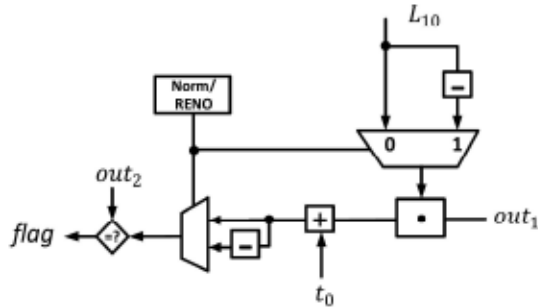 L₁₀
−
Norm/
RENO
0 1
out₂
flag
=?
−
+
▪
out₁
t₀